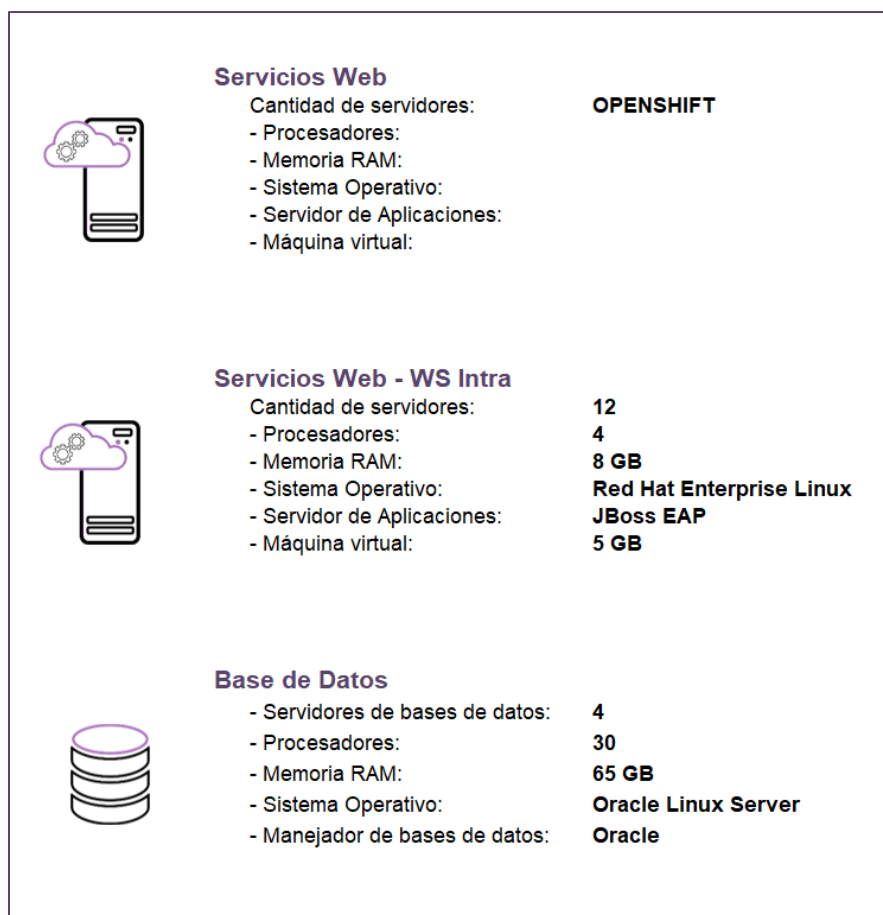 Servicios Web
Cantidad de servidores: OPENSHIFT
- Procesadores:
- Memoria RAM:
- Sistema Operativo:
- Servidor de Aplicaciones:
- Máquina virtual:
Servicios Web - WS Intra
Cantidad de servidores: 12
- Procesadores: 4
- Memoria RAM: 8 GB
- Sistema Operativo: Red Hat Enterprise Linux
- Servidor de Aplicaciones: JBoss EAP
- Máquina virtual: 5 GB
Base de Datos
- Servidores de bases de datos: 4
- Procesadores: 30
- Memoria RAM: 65 GB
- Sistema Operativo: Oracle Linux Server
- Manejador de bases de datos: Oracle